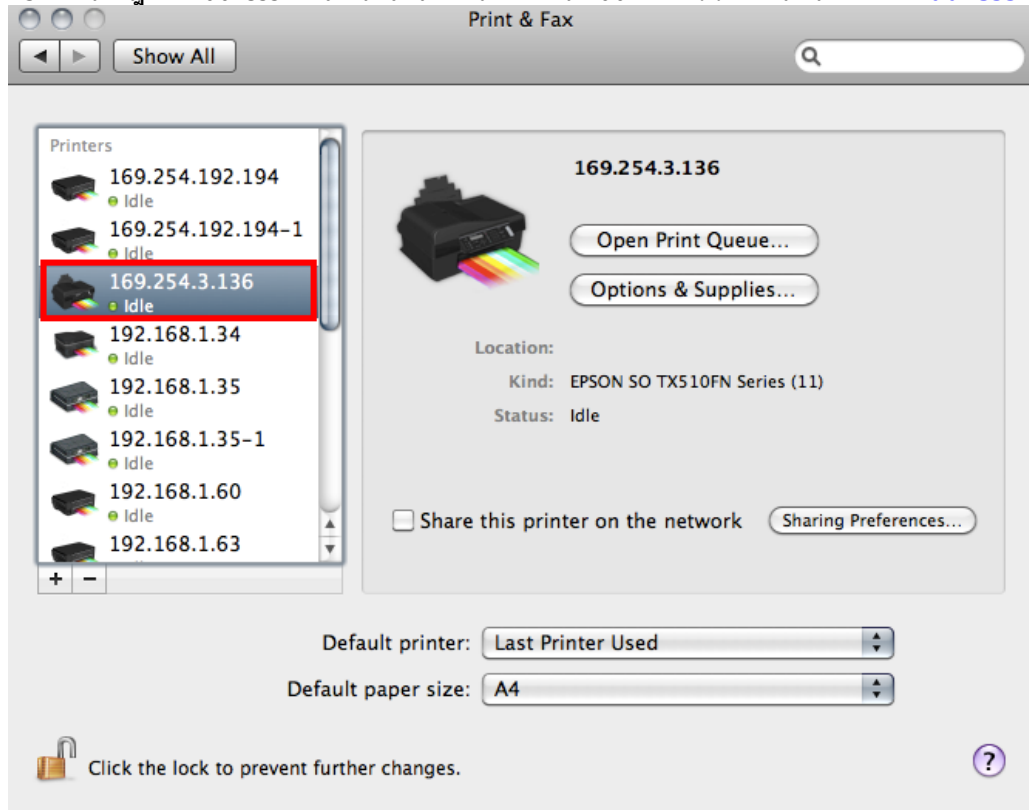 Print & Fax
Show All
Printers
169.254.192.194
Idle
169.254.192.194-1
Idle
169.254.3.136
Idle
192.168.1.34
Idle
192.168.1.35
Idle
192.168.1.35-1
Idle
192.168.1.60
Idle
192.168.1.63
+ −
169.254.3.136
Open Print Queue...
Options & Supplies...
Location:
Kind: EPSON SO TX510FN Series (11)
Status: Idle
Share this printer on the network Sharing Preferences...
Default printer: Last Printer Used
Default paper size: A4
Click the lock to prevent further changes. ?